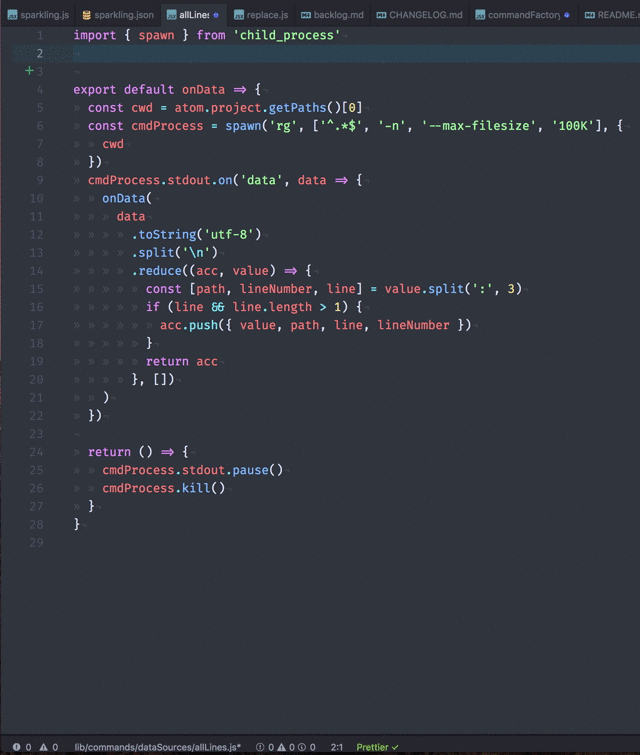 sparkling.js sparkling.json allLines replace.js backlog.md CHANGELOG.md commandFactory README.
1 import { spawn } from 'child_process'
2
3
4 export default onData => {
5 const cwd = atom.project.getPaths()[0]
6 const cmdProcess = spawn('rg', ['^.*$', '-n', '--max-filesize', '100K'], {
7 cwd
8 })
9 cmdProcess.stdout.on('data', data => {
10 onData(
11 data
12 .toString('utf-8')
13 .split('\n')
14 .reduce((acc, value) => {
15 const [path, lineNumber, line] = value.split(':', 3)
16 if (line && line.length > 1) {
17 acc.push({ value, path, line, lineNumber })
18 }
19 return acc
20 }, [])
21 )
22 })
23
24 return () => {
25 cmdProcess.stdout.pause()
26 cmdProcess.kill()
27 }
28 }
29
0 0 lib/commands/dataSources/allLines.js* 0 0 0 2:1 Prettier ✓